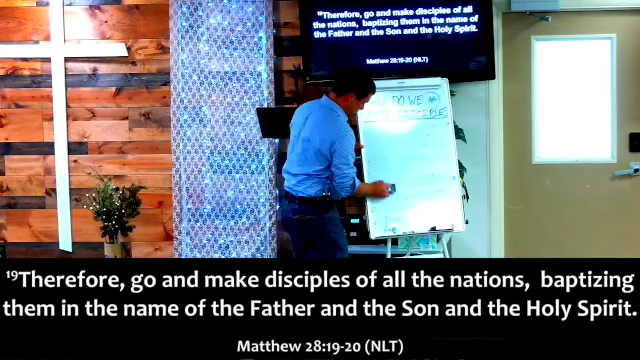 ¹⁹Therefore, go and make disciples of all
the nations, baptizing them in the name of
the Father and the Son and the Holy Spirit.
Matthew 28:19-20 (NLT)
DO WE
¹⁹Therefore, go and make disciples of all the nations, baptizing
them in the name of the Father and the Son and the Holy Spirit.
Matthew 28:19-20 (NLT)